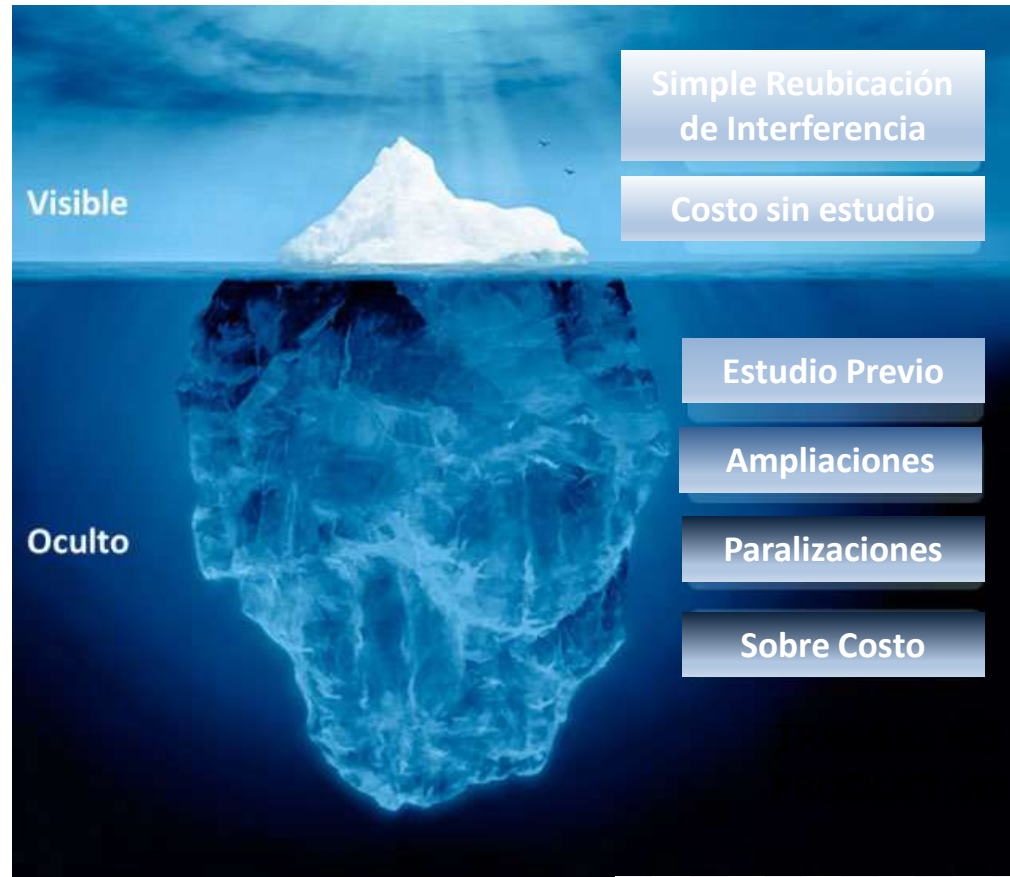 Simple Reubicación
de Interferencia
Visible
Costo sin estudio
Estudio Previo
Ampliaciones
Oculto
Paralizaciones
Sobre Costo